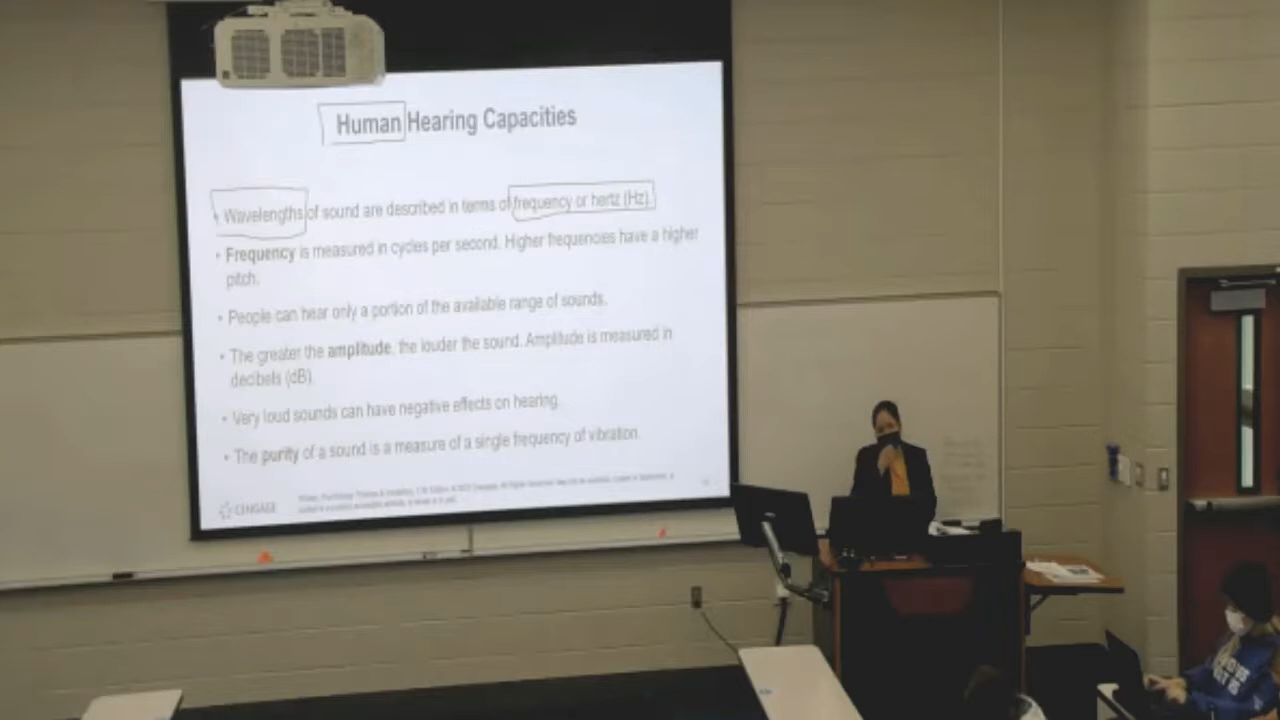 Human Hearing Capacities
• Wavelengths of sound are described in terms of frequency or hertz (Hz).
• Frequency is measured in cycles per second. Higher frequencies have a higher
pitch.
• People can hear only a portion of the available range of sounds.
• The greater the amplitude, the louder the sound. Amplitude is measured in
decibels (dB).
• Very loud sounds can have negative effects on hearing.
• The purity of a sound is a measure of a single frequency of vibration.
CENGAGE